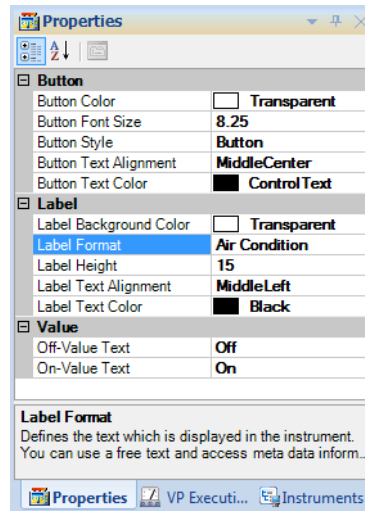 Properties
Button
Button Color Transparent
Button Font Size 8.25
Button Style Button
Button Text Alignment MiddleCenter
Button Text Color ControlText
Label
Label Background Color Transparent
Label Format Air Condition
Label Height 15
Label Text Alignment MiddleLeft
Label Text Color Black
Value
Off-Value Text Off
On-Value Text On
Label Format
Defines the text which is displayed in the instrument.
You can use a free text and access meta data inform...
Properties VP Executi... Instruments